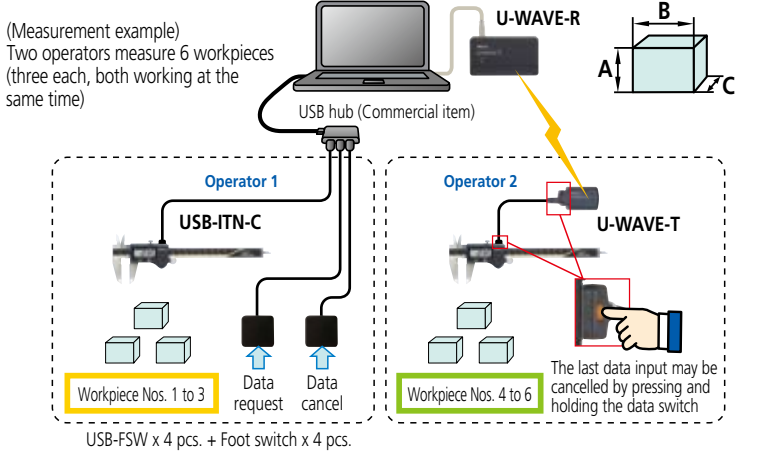 (Measurement example)
Two operators measure 6 workpieces
(three each, both working at the
same time)
U-WAVE-R
B
A
C
USB hub (Commercial item)
Operator 1
USB-ITN-C
Operator 2
U-WAVE-T
Workpiece Nos. 1 to 3
Data
request
Data
cancel
Workpiece Nos. 4 to 6
The last data input may be
cancelled by pressing and
holding the data switch
USB-FSW x 4 pcs. + Foot switch x 4 pcs.